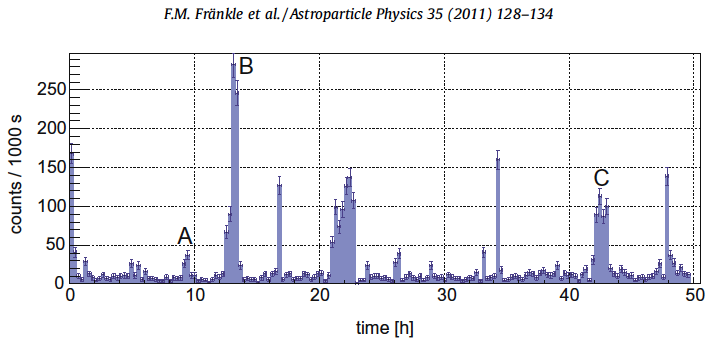 F.M. Fränkle et al. / Astroparticle Physics 35 (2011) 128–134
counts / 1000 s
250
200
150
100
50
0
A
B
C
0 10 20 30 40 50
time [h]